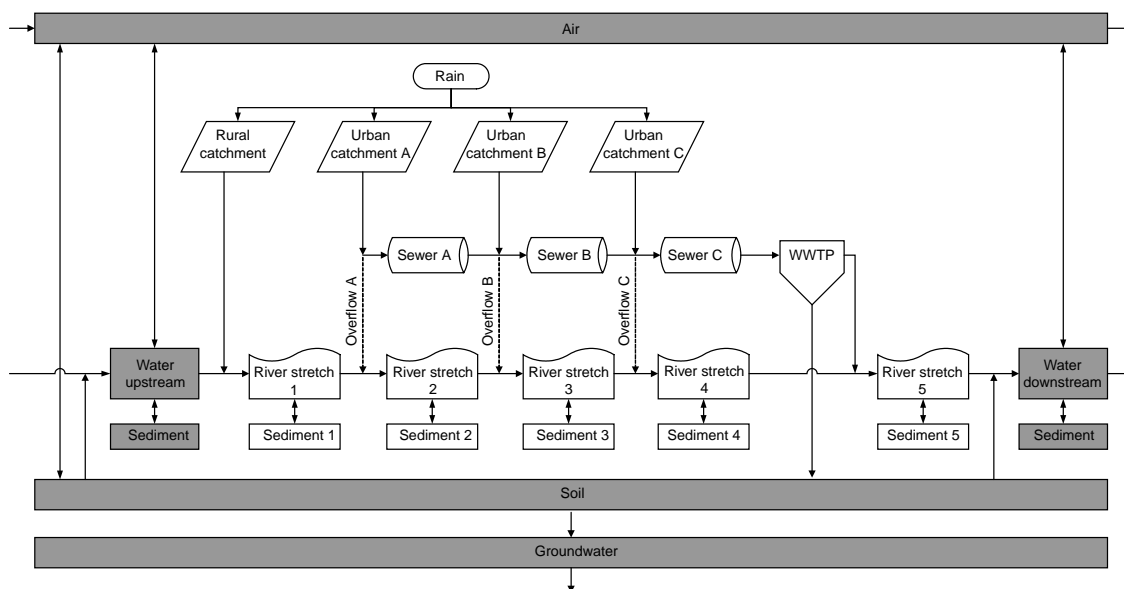 Air
Rain
Rural
catchment
Urban
catchment A
Urban
catchment B
Urban
catchment C
Sewer A
Sewer B
Sewer C
WWTP
Overflow A
Overflow B
Overflow C
Water
upstream
River stretch
1
River stretch
2
River stretch
3
River stretch
4
River stretch
5
Water
downstream
Sediment
Sediment 1
Sediment 2
Sediment 3
Sediment 4
Sediment 5
Sediment
Soil
Groundwater